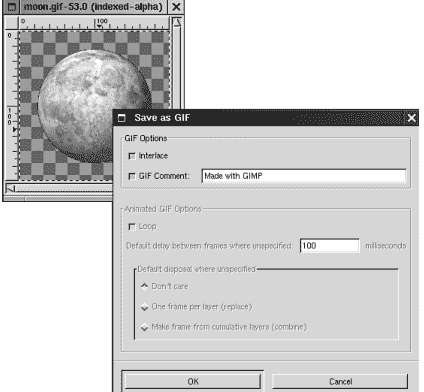 moon.gif-53.0 (indexed-alpha)
0
100
0
100
Save as GIF
GIF Options
Interlace
GIF Comment: Made with GIMP
Animated GIF Options
Loop
Default delay between frames where unspecified: 100 milliseconds
Default disposal where unspecified
Don't care
One frame per layer (replace)
Make frame from cumulative layers (combine)
OK
Cancel